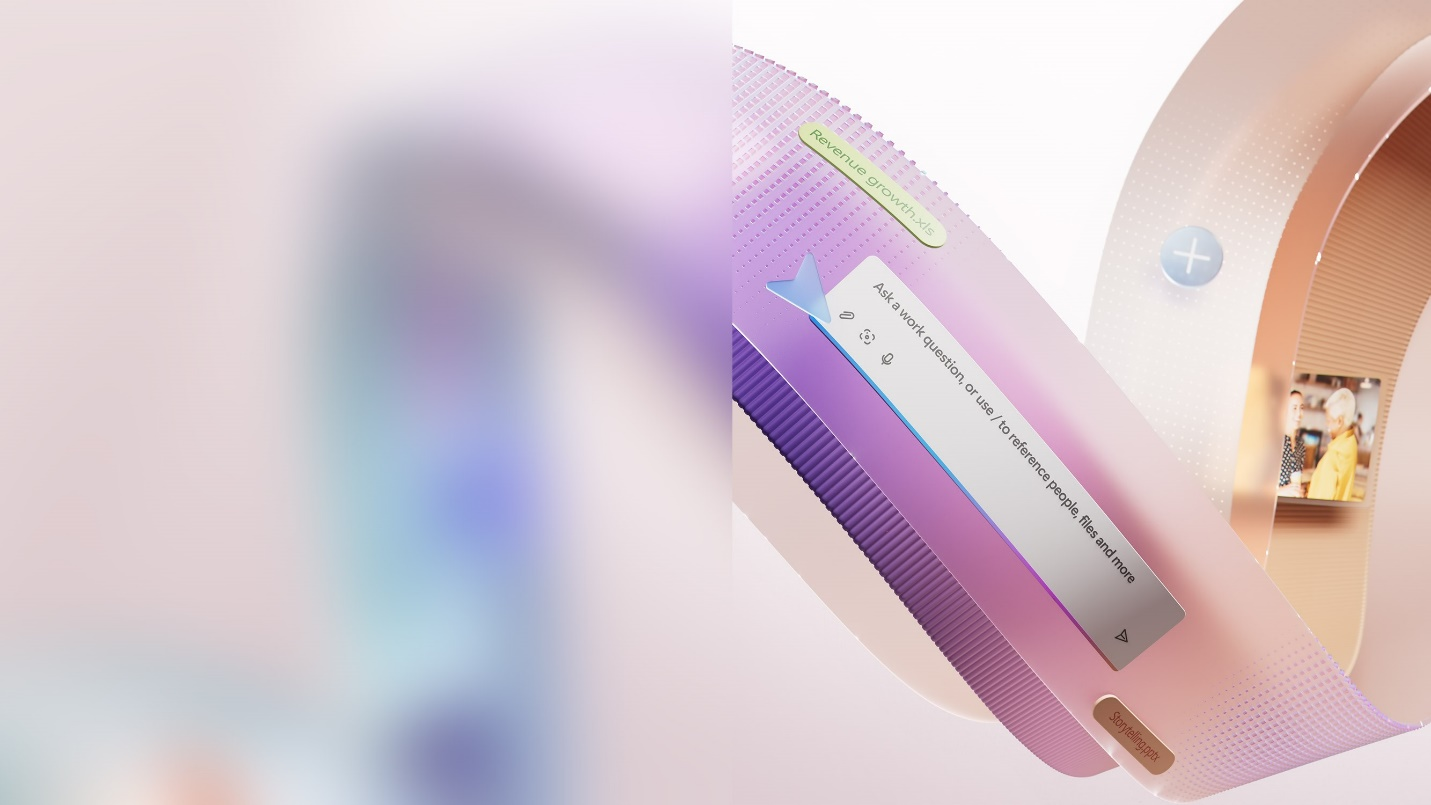 Revenue growth.xls
Ask a work question, or use / to reference people, files and more
Storytelling.pptx